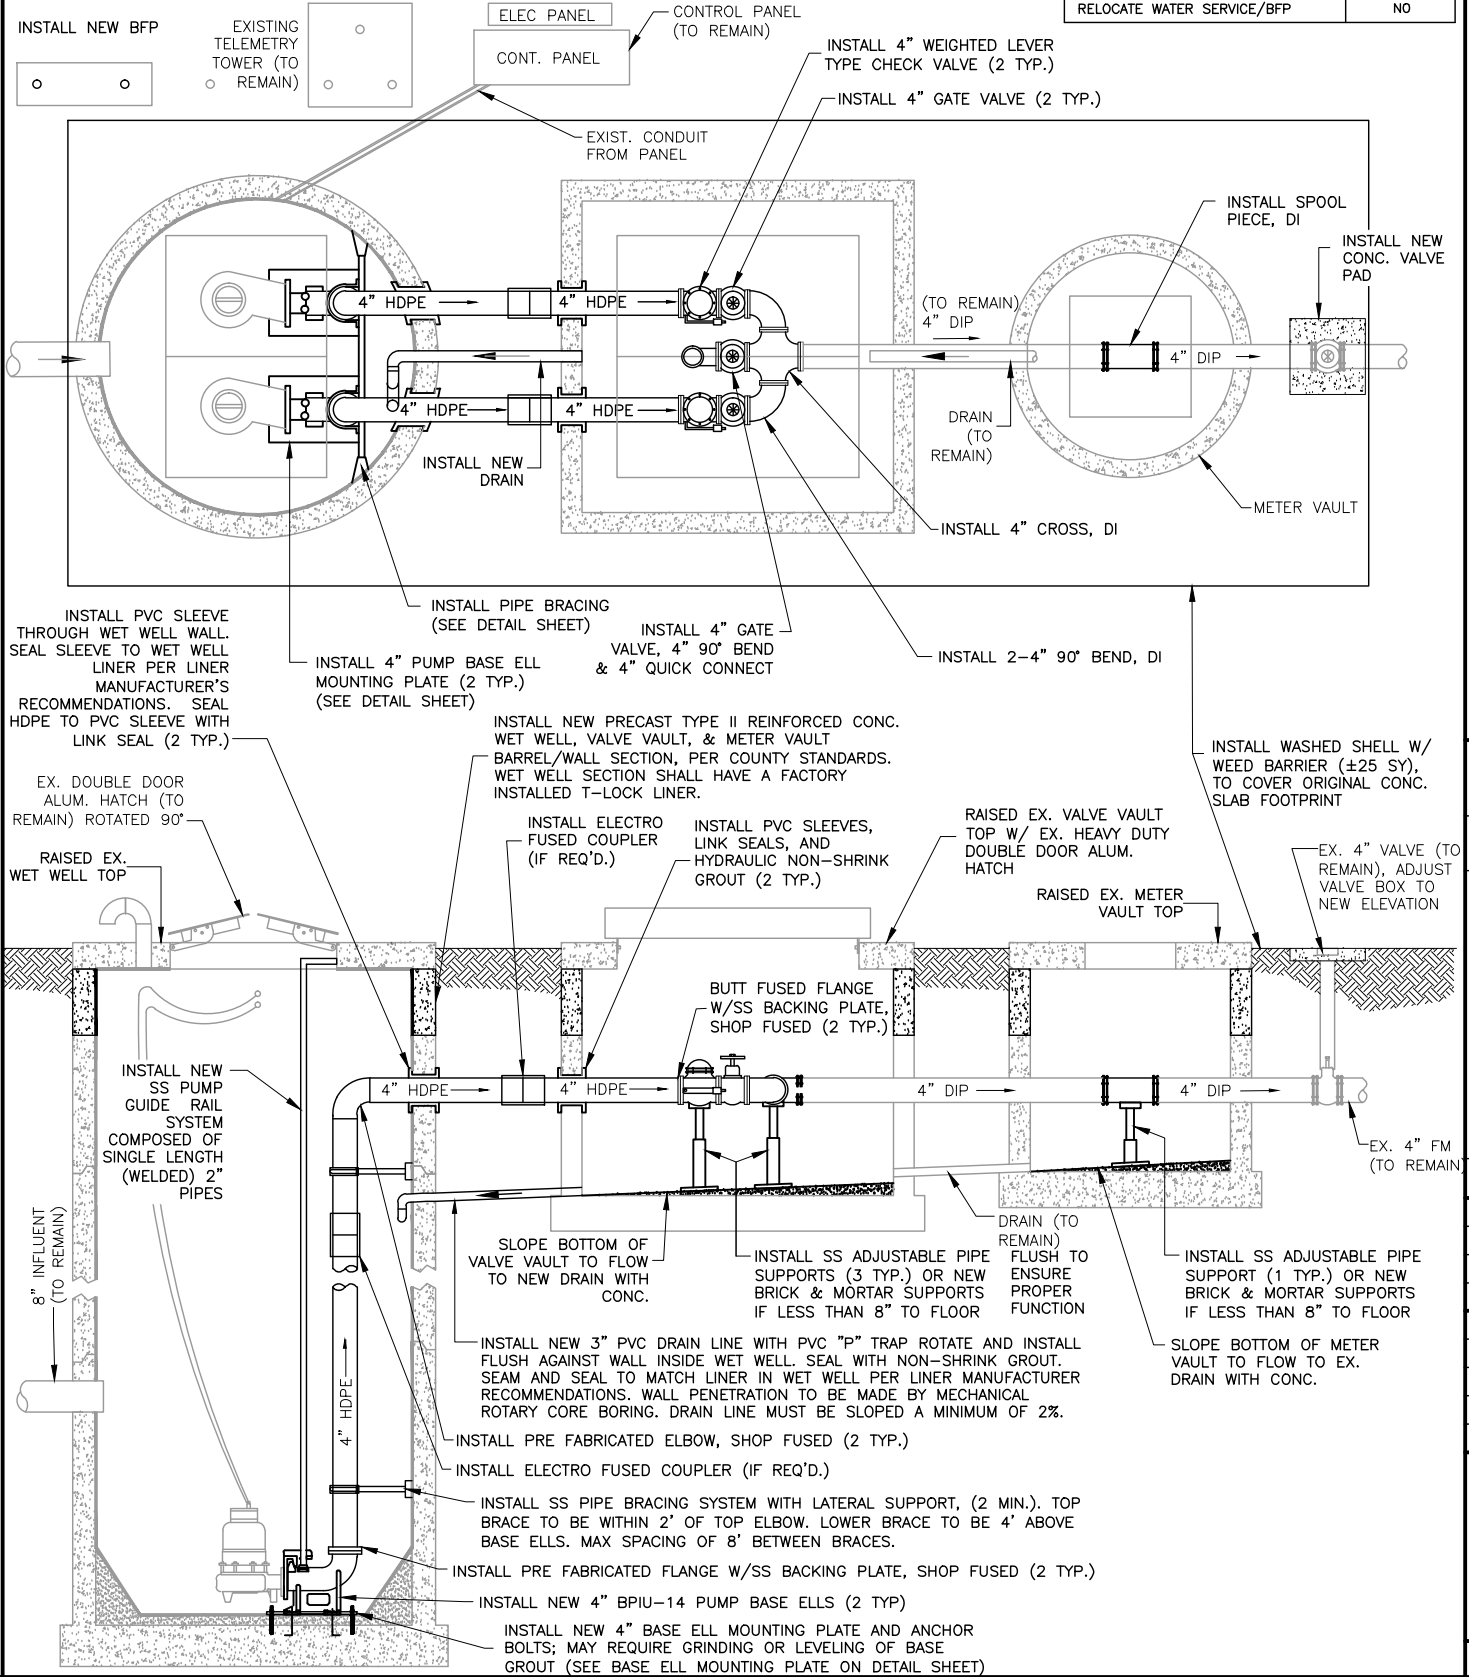 RELOCATE WATER SERVICE/BFP NO
INSTALL NEW BFP
EXISTING
TELEMETRY
TOWER (TO
REMAIN)
ELEC PANEL
CONT. PANEL
CONTROL PANEL
(TO REMAIN)
INSTALL 4" WEIGHTED LEVER
TYPE CHECK VALVE (2 TYP.)
INSTALL 4" GATE VALVE (2 TYP.)
EXIST. CONDUIT
FROM PANEL
INSTALL SPOOL
PIECE, DI
INSTALL NEW
CONC. VALVE
PAD
4" HDPE
4" HDPE
(TO REMAIN)
4" DIP
4" DIP
4" HDPE
4" HDPE
DRAIN
(TO
REMAIN)
INSTALL NEW
DRAIN
METER VAULT
INSTALL 4" CROSS, DI
INSTALL PIPE BRACING
(SEE DETAIL SHEET)
INSTALL 4" GATE
VALVE, 4" 90° BEND
& 4" QUICK CONNECT
INSTALL 2-4" 90° BEND, DI
INSTALL PVC SLEEVE
THROUGH WET WELL WALL.
SEAL SLEEVE TO WET WELL
LINER PER LINER
MANUFACTURER'S
RECOMMENDATIONS. SEAL
HDPE TO PVC SLEEVE WITH
LINK SEAL (2 TYP.)
INSTALL 4" PUMP BASE ELL
MOUNTING PLATE (2 TYP.)
(SEE DETAIL SHEET)
INSTALL NEW PRECAST TYPE II REINFORCED CONC.
WET WELL, VALVE VAULT, & METER VAULT
BARREL/WALL SECTION, PER COUNTY STANDARDS.
WET WELL SECTION SHALL HAVE A FACTORY
INSTALLED T-LOCK LINER.
INSTALL WASHED SHELL W/
WEED BARRIER (±25 SY),
TO COVER ORIGINAL CONC.
SLAB FOOTPRINT
EX. DOUBLE DOOR
ALUM. HATCH (TO
REMAIN) ROTATED 90°
RAISED EX.
WET WELL TOP
INSTALL ELECTRO
FUSED COUPLER
(IF REQ'D.)
INSTALL PVC SLEEVES,
LINK SEALS, AND
HYDRAULIC NON-SHRINK
GROUT (2 TYP.)
RAISED EX. VALVE VAULT
TOP W/ EX. HEAVY DUTY
DOUBLE DOOR ALUM.
HATCH
RAISED EX. METER
VAULT TOP
EX. 4" VALVE (TO
REMAIN), ADJUST
VALVE BOX TO
NEW ELEVATION
BUTT FUSED FLANGE
W/SS BACKING PLATE,
SHOP FUSED (2 TYP.)
INSTALL NEW
SS PUMP
GUIDE RAIL
SYSTEM
COMPOSED OF
SINGLE LENGTH
(WELDED) 2"
PIPES
4" HDPE
4" HDPE
4" DIP
4" DIP
EX. 4" FM
(TO REMAIN)
8" INFLUENT
(TO REMAIN)
DRAIN (TO
REMAIN)
FLUSH TO
ENSURE
PROPER
FUNCTION
SLOPE BOTTOM OF
VALVE VAULT TO FLOW
TO NEW DRAIN WITH
CONC.
INSTALL SS ADJUSTABLE PIPE
SUPPORTS (3 TYP.) OR NEW
BRICK & MORTAR SUPPORTS
IF LESS THAN 8" TO FLOOR
INSTALL SS ADJUSTABLE PIPE
SUPPORT (1 TYP.) OR NEW
BRICK & MORTAR SUPPORTS
IF LESS THAN 8" TO FLOOR
INSTALL NEW 3" PVC DRAIN LINE WITH PVC "P" TRAP ROTATE AND INSTALL
FLUSH AGAINST WALL INSIDE WET WELL. SEAL WITH NON-SHRINK GROUT.
SEAM AND SEAL TO MATCH LINER IN WET WELL PER LINER MANUFACTURER
RECOMMENDATIONS. WALL PENETRATION TO BE MADE BY MECHANICAL
ROTARY CORE BORING. DRAIN LINE MUST BE SLOPED A MINIMUM OF 2%.
SLOPE BOTTOM OF METER
VAULT TO FLOW TO EX.
DRAIN WITH CONC.
4" HDPE
INSTALL PRE FABRICATED ELBOW, SHOP FUSED (2 TYP.)
INSTALL ELECTRO FUSED COUPLER (IF REQ'D.)
INSTALL SS PIPE BRACING SYSTEM WITH LATERAL SUPPORT, (2 MIN.). TOP
BRACE TO BE WITHIN 2' OF TOP ELBOW. LOWER BRACE TO BE 4' ABOVE
BASE ELLS. MAX SPACING OF 8' BETWEEN BRACES.
INSTALL PRE FABRICATED FLANGE W/SS BACKING PLATE, SHOP FUSED (2 TYP.)
INSTALL NEW 4" BPIU-14 PUMP BASE ELLS (2 TYP)
INSTALL NEW 4" BASE ELL MOUNTING PLATE AND ANCHOR
BOLTS; MAY REQUIRE GRINDING OR LEVELING OF BASE
GROUT (SEE BASE ELL MOUNTING PLATE ON DETAIL SHEET)